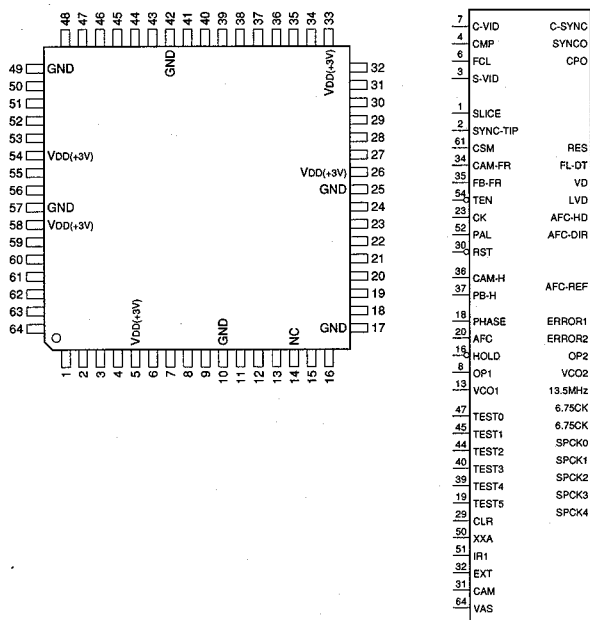 48 47 46 45 44 43 42 41 40 39 38 37 36 35 34 33
49 GND GND VDD(+3V) 32
50 31
51 30
52 29
53 28
54 VDD(+3V) 27
55 VDD(+3V) 26
56 GND 25
57 GND 24
58 VDD(+3V) 23
59 22
60 21
61 20
62 19
63 18
64 VDD(+3V) GND NC GND 17
1 2 3 4 5 6 7 8 9 10 11 12 13 14 15 16
7 C-VID C-SYNC
4 CMP SYNCO
6 FCL CPO
3 S-VID
1 SLICE
2 SYNC-TIP
61 CSM RES
34 CAM-FR FL-DT
35 FB-FR VD
54 TEN LVD
23 CK AFC-HD
52 PAL AFC-DIR
30 RST
36 CAM-H
37 PB-H AFC-REF
18 PHASE ERROR1
20 AFC ERROR2
16 HOLD OP2
8 OP1 VCO2
13 VCO1 13.5MHz
47 TEST0 6.75CK
45 TEST1 6.75CK
44 TEST2 SPCK0
40 TEST3 SPCK1
39 TEST4 SPCK2
19 TEST5 SPCK3
29 CLR SPCK4
50 XXA
51 IR1
32 EXT
31 CAM
64 VAS